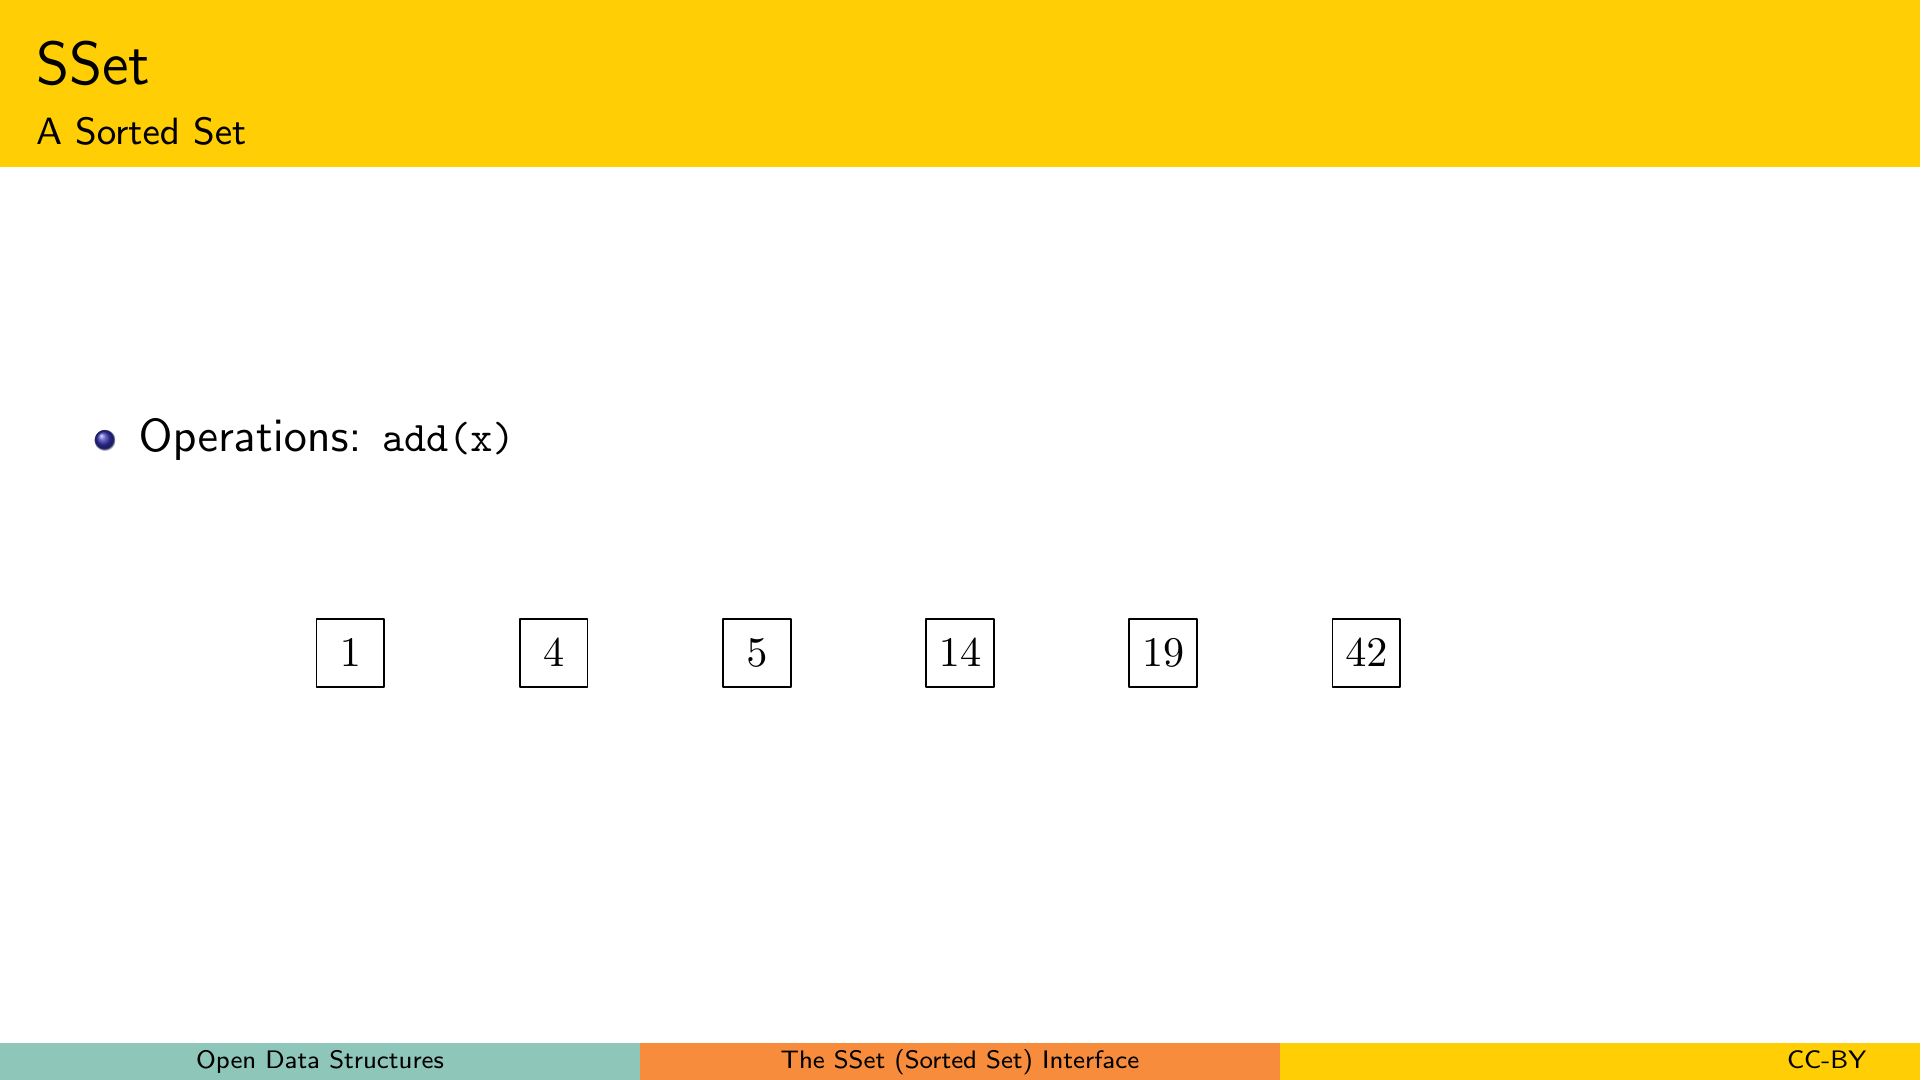 SSet
A Sorted Set
Operations: add(x)
1 4 5 14 19 42
Open Data Structures The SSet (Sorted Set) Interface CC-BY